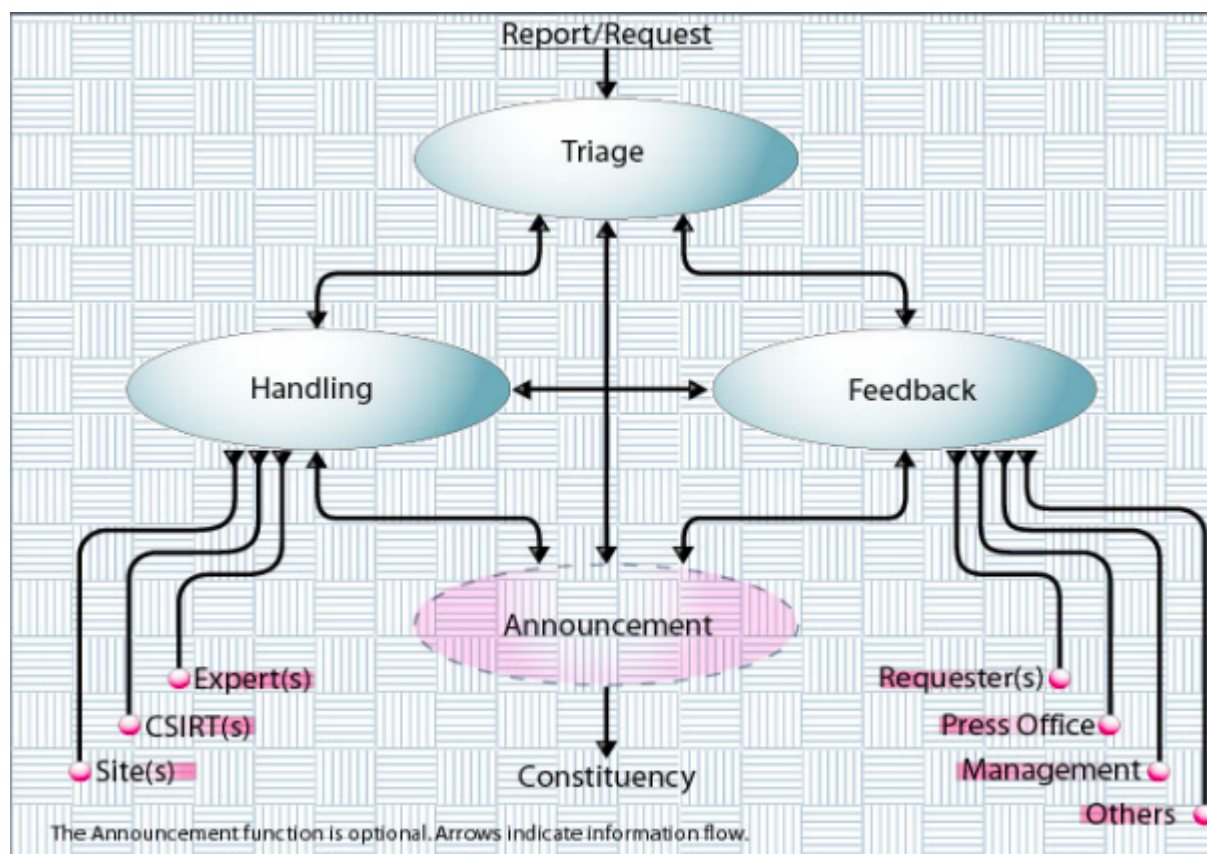 Report/Request
Triage
Handling
Feedback
Announcement
Expert(s)
CSIRT(s)
Site(s)
Requester(s)
Press Office
Management
Others
Constituency
The Announcement function is optional. Arrows indicate information flow.